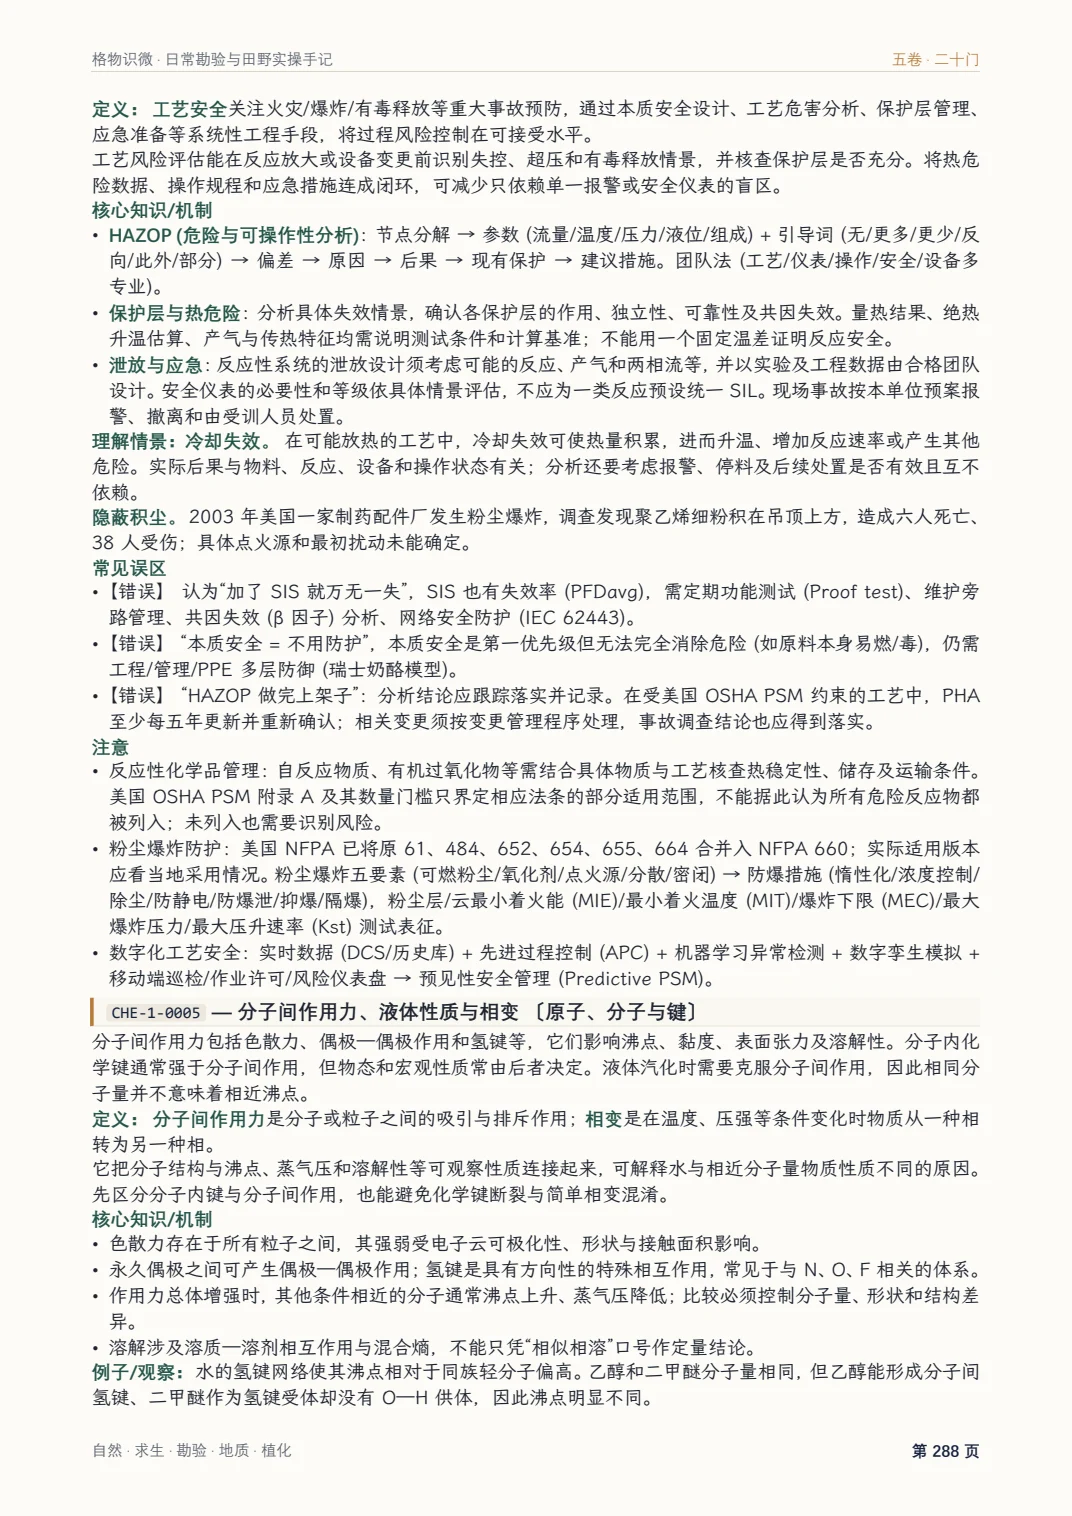 格物识微 · 日常勘验与田野实操手记
五卷 · 二十门
定义： 工艺安全关注火灾/爆炸/有毒释放等重大事故预防，通过本质安全设计、工艺危害分析、保护层管理、
应急准备等系统性工程手段，将过程风险控制在可接受水平。
工艺风险评估能在反应放大或设备变更前识别失控、超压和有毒释放情景，并核查保护层是否充分。将热危
险数据、操作规程和应急措施连成闭环，可减少只依赖单一报警或安全仪表的盲区。
核心知识/机制
• HAZOP (危险与可操作性分析)：节点分解 → 参数 (流量/温度/压力/液位/组成) + 引导词 (无/更多/更少/反
向/此外/部分) → 偏差 → 原因 → 后果 → 现有保护 → 建议措施。团队法 (工艺/仪表/操作/安全/设备多
专业)。
• 保护层与热危险：分析具体失效情景，确认各保护层的作用、独立性、可靠性及共因失效。量热结果、绝热
升温估算、产气与传热特征均需说明测试条件和计算基准；不能用一个固定温差证明反应安全。
• 泄放与应急：反应性系统的泄放设计须考虑可能的反应、产气和两相流等，并以实验及工程数据由合格团队
设计。安全仪表的必要性和等级依具体情景评估，不应为一类反应预设统一 SIL。现场事故按本单位预案报
警、撤离和由受训人员处置。
理解情景：冷却失效。 在可能放热的工艺中，冷却失效可使热量积累，进而升温、增加反应速率或产生其他
危险。实际后果与物料、反应、设备和操作状态有关；分析还要考虑报警、停料及后续处置是否有效且互不
依赖。
隐蔽积尘。2003 年美国一家制药配件厂发生粉尘爆炸，调查发现聚乙烯细粉积在吊顶上方，造成六人死亡、
38 人受伤；具体点火源和最初扰动未能确定。
常见误区
• 【错误】 认为“加了 SIS 就万无一失”，SIS 也有失效率 (PFDavg)，需定期功能测试 (Proof test)、维护旁
路管理、共因失效 (β 因子) 分析、网络安全防护 (IEC 62443)。
• 【错误】 “本质安全 = 不用防护”，本质安全是第一优先级但无法完全消除危险 (如原料本身易燃/毒)，仍需
工程/管理/PPE 多层防御 (瑞士奶酪模型)。
• 【错误】 “HAZOP 做完上架子”：分析结论应跟踪落实并记录。在受美国 OSHA PSM 约束的工艺中，PHA
至少每五年更新并重新确认；相关变更须按变更管理程序处理，事故调查结论也应得到落实。
注意
• 反应性化学品管理：自反应物质、有机过氧化物等需结合具体物质与工艺核查热稳定性、储存及运输条件。
美国 OSHA PSM 附录 A 及其数量门槛只界定相应法条的部分适用范围，不能据此认为所有危险反应物都
被列入；未列入也需要识别风险。
• 粉尘爆炸防护：美国 NFPA 已将原 61、484、652、654、655、664 合并入 NFPA 660；实际适用版本
应看当地采用情况。粉尘爆炸五要素 (可燃粉尘/氧化剂/点火源/分散/密闭) → 防爆措施 (惰性化/浓度控制/
除尘/防静电/防爆泄/抑爆/隔爆)，粉尘层/云最小着火能 (MIE)/最小着火温度 (MIT)/爆炸下限 (MEC)/最大
爆炸压力/最大压升速率 (Kst) 测试表征。
• 数字化工艺安全：实时数据 (DCS/历史库) + 先进过程控制 (APC) + 机器学习异常检测 + 数字孪生模拟 +
移动端巡检/作业许可/风险仪表盘 → 预见性安全管理 (Predictive PSM)。
CHE-1-0005 — 分子间作用力、液体性质与相变 〔原子、分子与键〕
分子间作用力包括色散力、偶极—偶极作用和氢键等，它们影响沸点、黏度、表面张力及溶解性。分子内化
学键通常强于分子间作用，但物态和宏观性质常由后者决定。液体汽化时需要克服分子间作用，因此相同分
子量并不意味着相近沸点。
定义： 分子间作用力是分子或粒子之间的吸引与排斥作用；相变是在温度、压强等条件变化时物质从一种相
转为另一种相。
它把分子结构与沸点、蒸气压和溶解性等可观察性质连接起来，可解释水与相近分子量物质性质不同的原因。
先区分分子内键与分子间作用，也能避免化学键断裂与简单相变混淆。
核心知识/机制
• 色散力存在于所有粒子之间，其强弱受电子云可极化性、形状与接触面积影响。
• 永久偶极之间可产生偶极—偶极作用；氢键是具有方向性的特殊相互作用，常见于与 N、O、F 相关的体系。
• 作用力总体增强时，其他条件相近的分子通常沸点上升、蒸气压降低；比较必须控制分子量、形状和结构差
异。
• 溶解涉及溶质—溶剂相互作用与混合熵，不能只凭“相似相溶”口号作定量结论。
例子/观察：水的氢键网络使其沸点相对于同族轻分子偏高。乙醇和二甲醚分子量相同，但乙醇能形成分子间
氢键、二甲醚作为氢键受体却没有 O—H 供体，因此沸点明显不同。
自然 · 求生 · 勘验 · 地质 · 植化
第 288 页